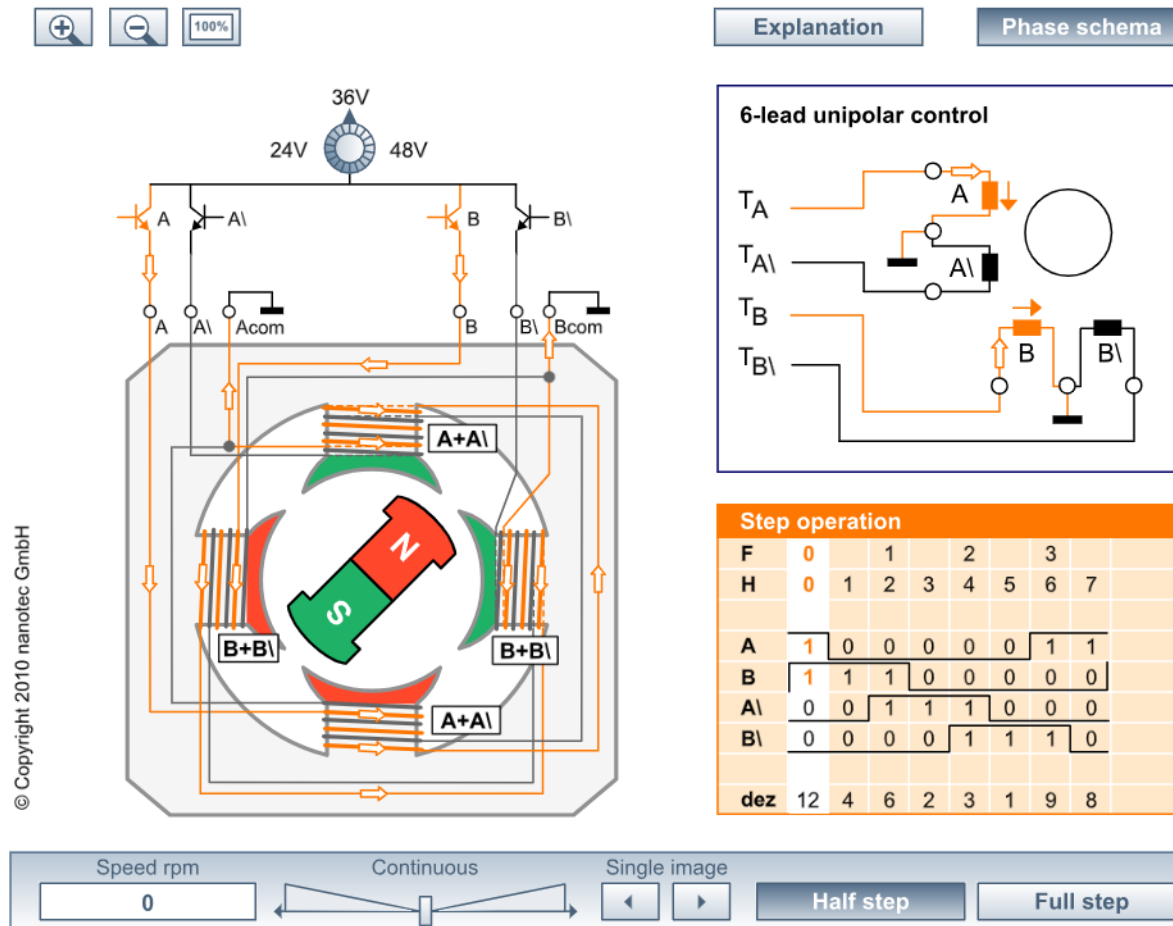 100%
Explanation
Phase schema
36V
24V
48V
A
A\
B
B\
A
A\
Acom
B
B\
Bcom
A+A\
N
S
B+B\
B+B\
A+A\
© Copyright 2010 nanotec GmbH
6-lead unipolar control
TA
A
TA\
A\
TB
B
B\
TB\
Step operation
F 0 1 2 3
H 0 1 2 3 4 5 6 7
A 1 0 0 0 0 0 1 1
B 1 1 1 0 0 0 0 0
A\ 0 0 1 1 1 0 0 0
B\ 0 0 0 0 1 1 1 0
dez 12 4 6 2 3 1 9 8
Speed rpm
0
Continuous
Single image
Half step
Full step